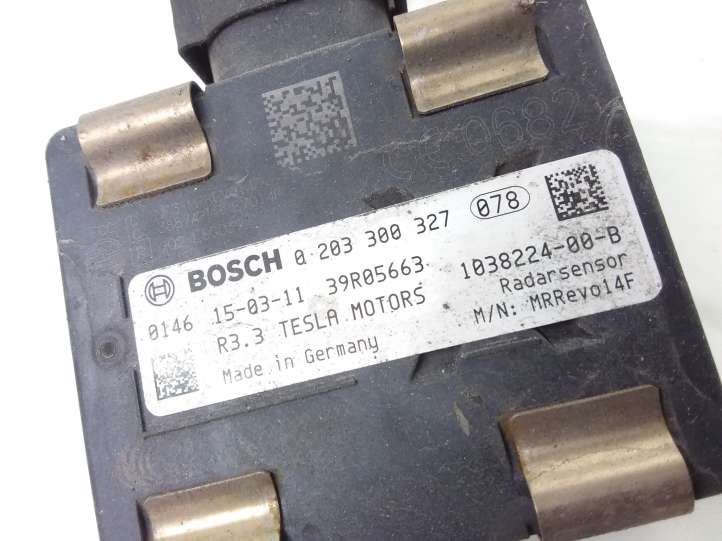 0682
BOSCH 0 203 300 327 078
0146 15-03-11 39R05663 1038224-00-B
R3.3 TESLA MOTORS Radarsensor
Made in Germany M/N: MRRevo14F